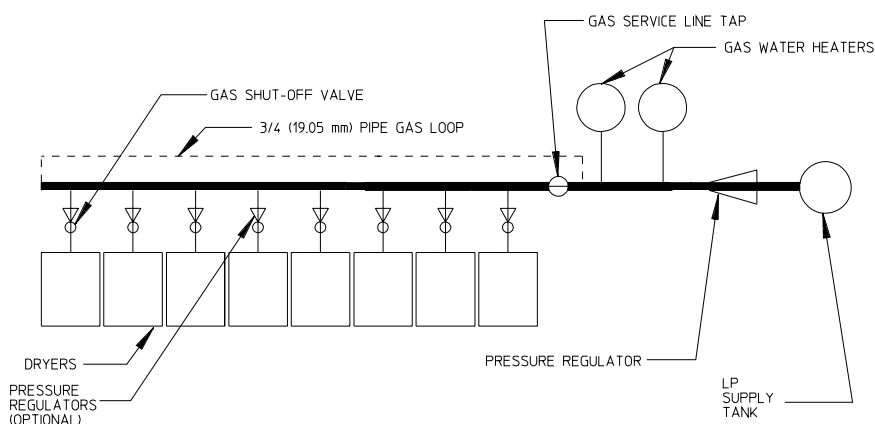 GAS SERVICE LINE TAP
GAS WATER HEATERS
GAS SHUT-OFF VALVE
3/4 (19.05 mm) PIPE GAS LOOP
DRYERS
PRESSURE
REGULATORS
(OPTIONAL)
PRESSURE REGULATOR
LP
SUPPLY
TANK